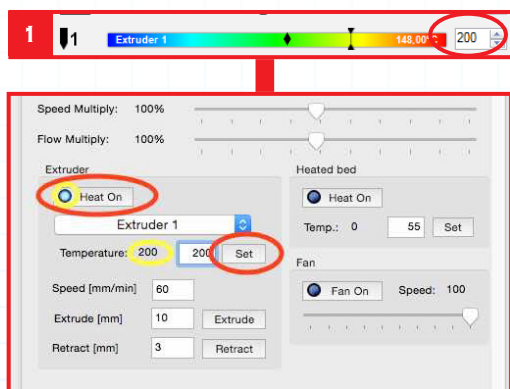 1
1 Extruder 1 148,00°C 200
Speed Multiply: 100%
Flow Multiply: 100%
Extruder
Heat On
Extruder 1
Temperature: 200 200 Set
Speed [mm/min] 60
Extrude [mm] 10 Extrude
Retract [mm] 3 Retract
Heated bed
Heat On
Temp.: 0 55 Set
Fan
Fan On Speed: 100